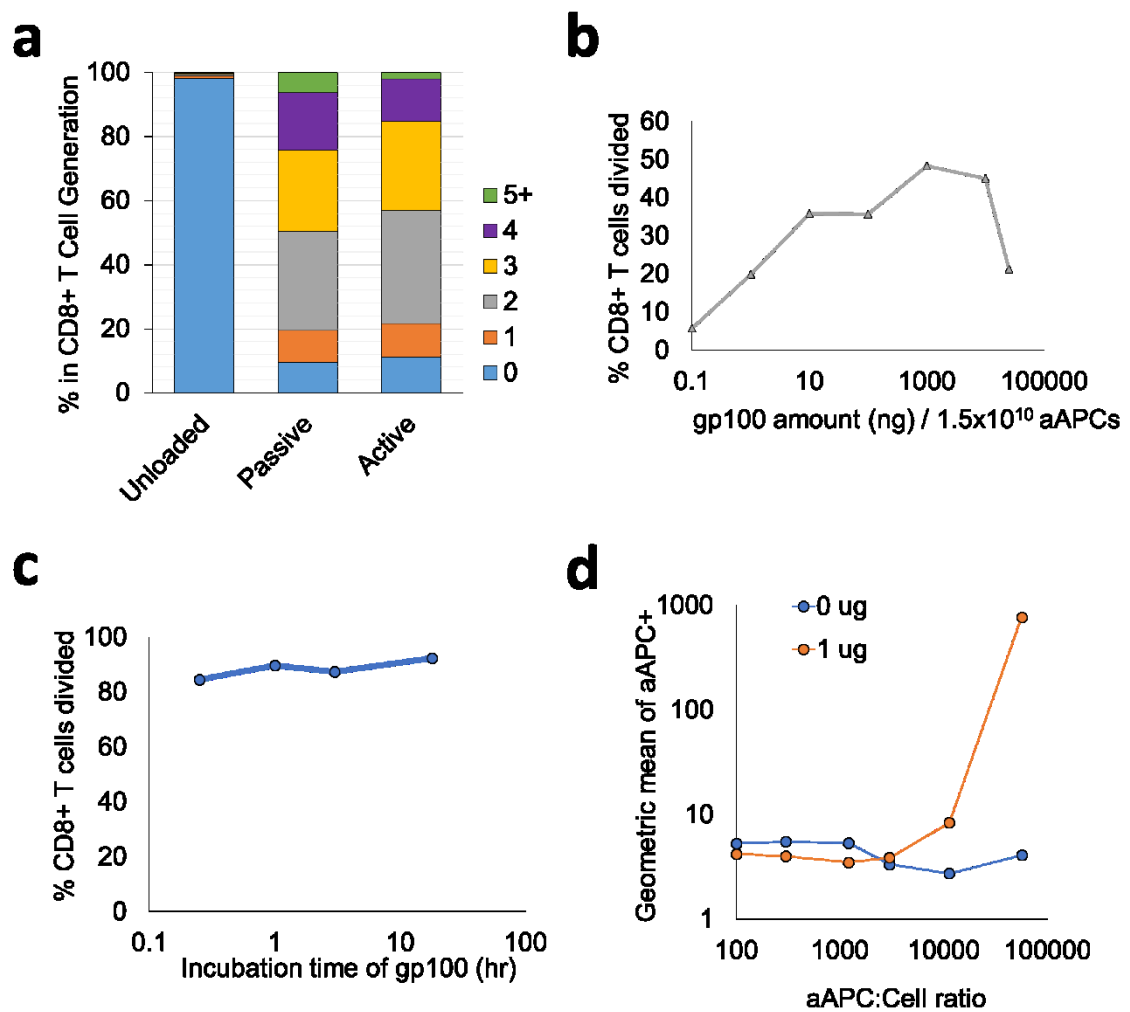 a
% in CD8+ T Cell Generation
100
80
60
40
20
0
Unloaded
Passive
Active
5+
4
3
2
1
0
b
% CD8+ T cells divided
60
50
40
30
20
10
0
0.1
10
1000
100000
gp100 amount (ng) / 1.5x10¹⁰ aAPCs
c
% CD8+ T cells divided
100
80
60
40
20
0
0.1
1
10
100
Incubation time of gp100 (hr)
d
Geometric mean of aAPC+
1000
100
10
1
0 ug
1 ug
100
1000
10000
100000
aAPC:Cell ratio